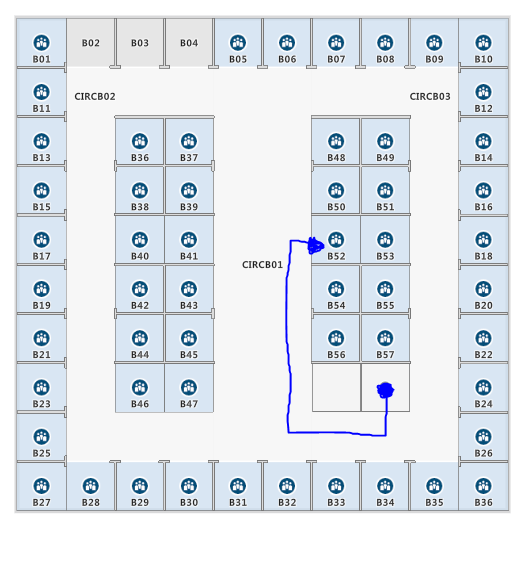 B01 B02 B03 B04 B05 B06 B07 B08 B09 B10
CIRCB02 CIRCB03
B11 B12
B13 B36 B37 B48 B49 B14
B15 B38 B39 B50 B51 B16
B17 B40 B41 B52 B53 B18
CIRCB01
B19 B42 B43 B54 B55 B20
B21 B44 B45 B56 B57 B22
B23 B46 B47 B24
B25 B26
B27 B28 B29 B30 B31 B32 B33 B34 B35 B36